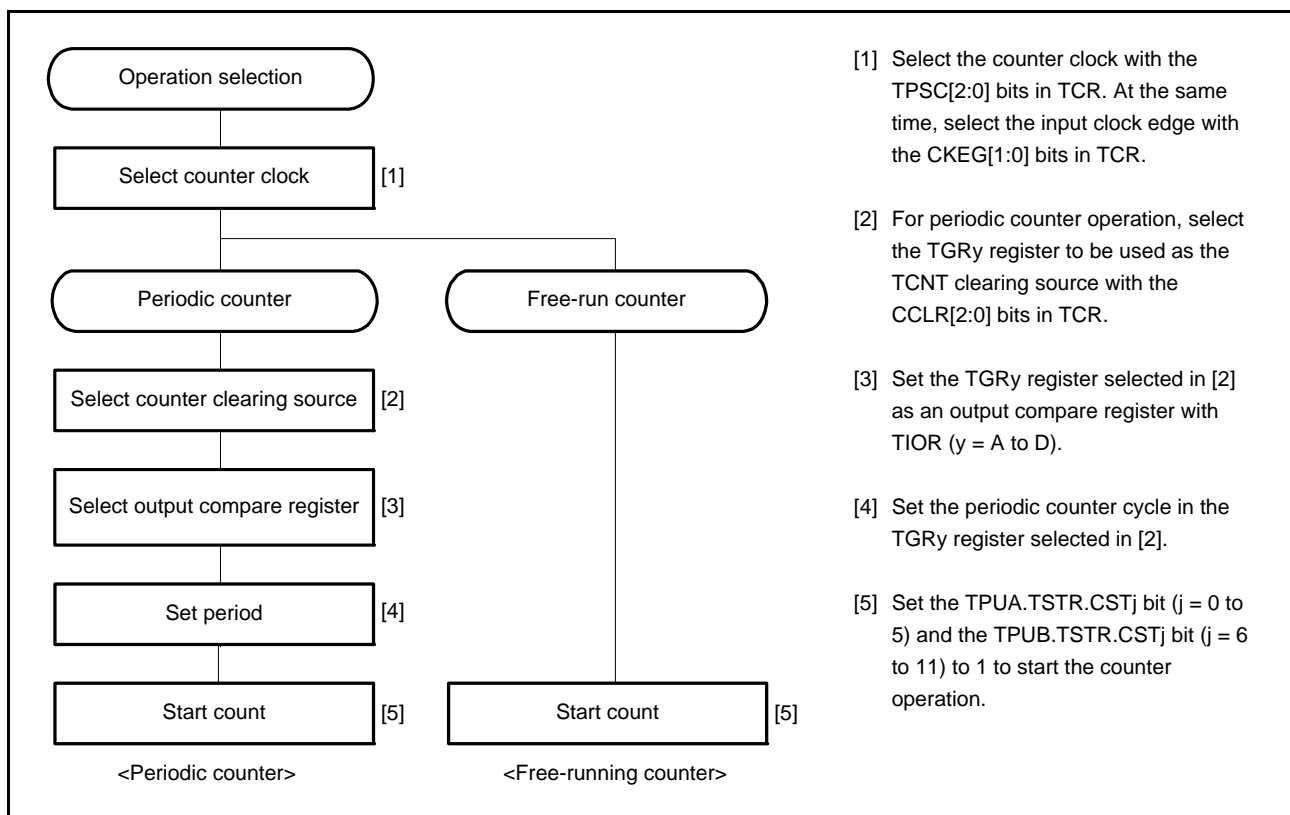 Operation selection
Select counter clock
[1]
Periodic counter
Free-run counter
Select counter clearing source
[2]
Select output compare register
[3]
Set period
[4]
Start count
[5]
Start count
[5]
<Periodic counter>
<Free-running counter>
[1] Select the counter clock with the
TPSC[2:0] bits in TCR. At the same
time, select the input clock edge with
the CKEG[1:0] bits in TCR.
[2] For periodic counter operation, select
the TGRy register to be used as the
TCNT clearing source with the
CCLR[2:0] bits in TCR.
[3] Set the TGRy register selected in [2]
as an output compare register with
TIOR (y = A to D).
[4] Set the periodic counter cycle in the
TGRy register selected in [2].
[5] Set the TPUA.TSTR.CSTj bit (j = 0 to
5) and the TPUB.TSTR.CSTj bit (j = 6
to 11) to 1 to start the counter
operation.